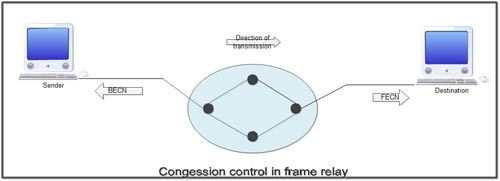 Direction of
transmission
Sender
BECN
FECN
Destination
Congession control in frame relay